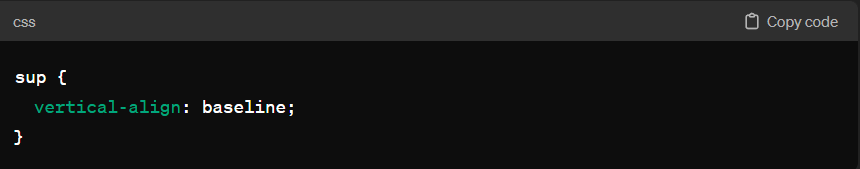 css Copy code
sup {
vertical-align: baseline;
}